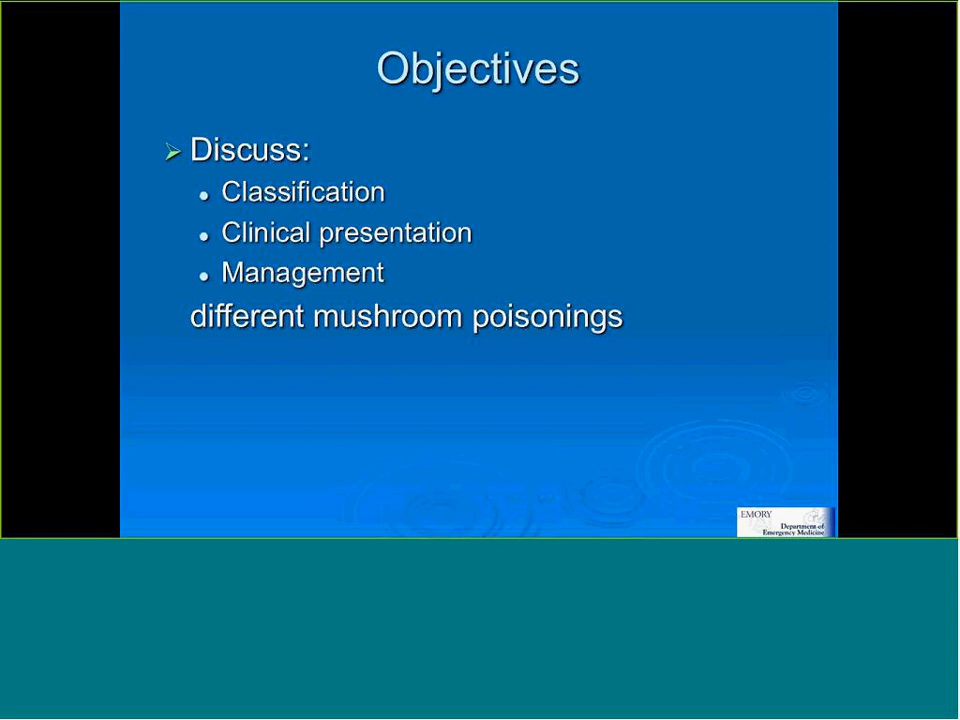 Objectives
Discuss:
Classification
Clinical presentation
Management
different mushroom poisonings
EMORY
Department of
Emergency Medicine